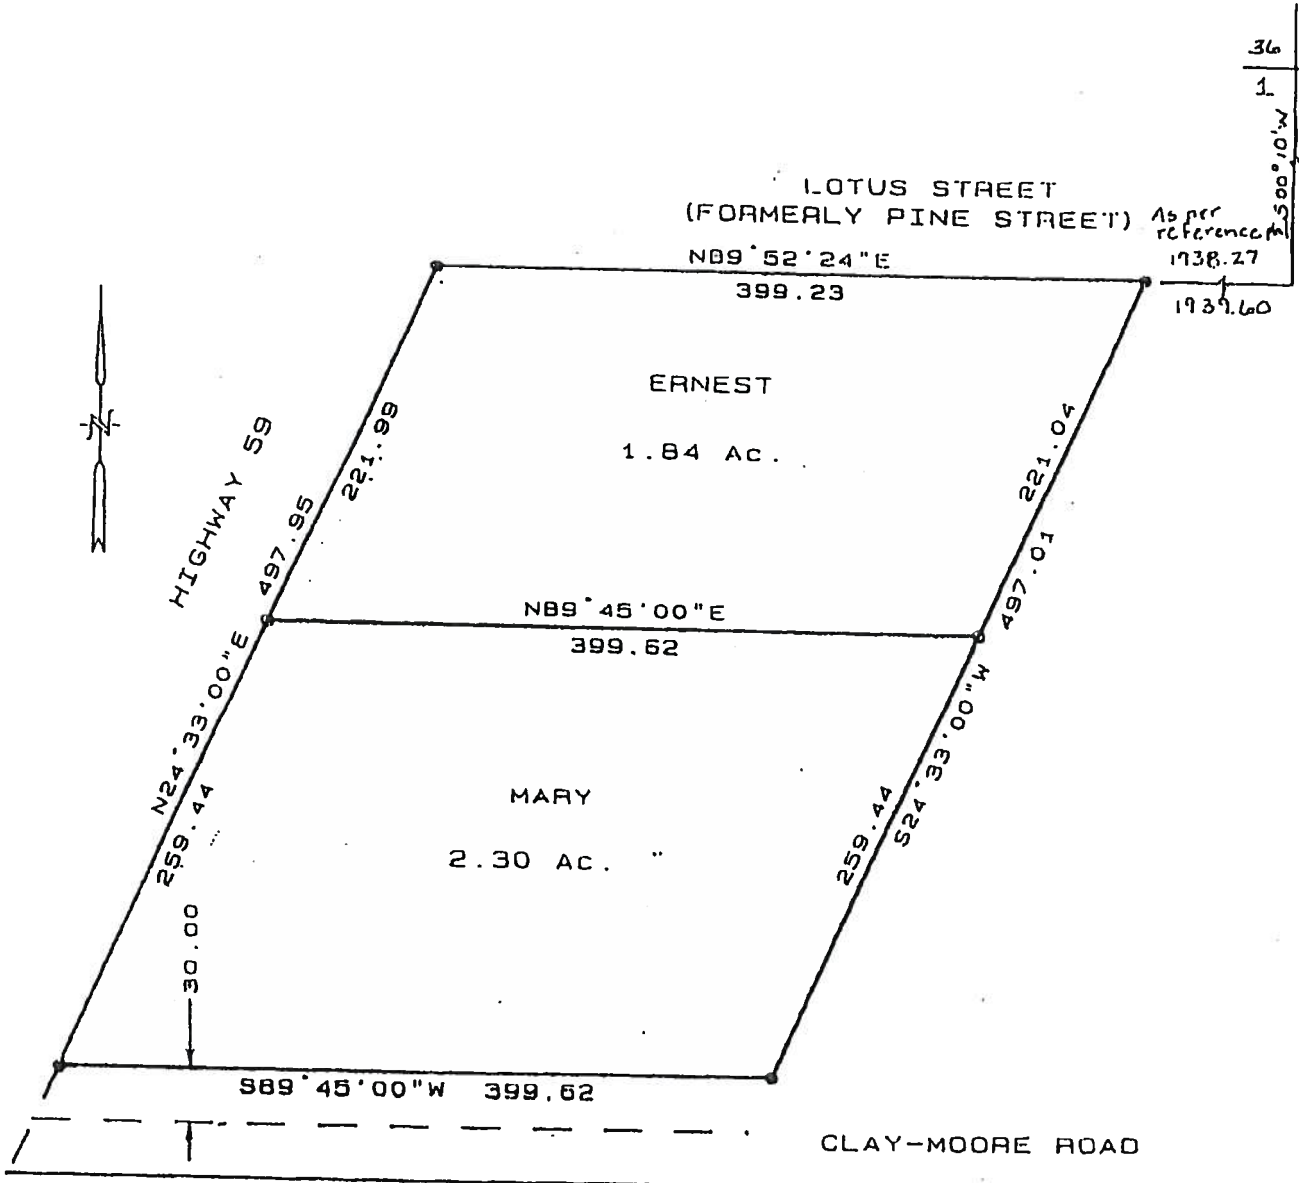 36
1
S00°10'W
LOTUS STREET
(FORMERLY PINE STREET)
As per
reference
1738.27
1737.60
N89°52'24"E
399.23
ERNEST
1.84 AC.
HIGHWAY 59
221.99
497.95
221.04
497.01
N89°45'00"E
399.62
N24°33'00"E
259.44
MARY
2.30 AC.
259.44
S24°33'00"W
30.00
S89°45'00"W 399.62
CLAY-MOORE ROAD